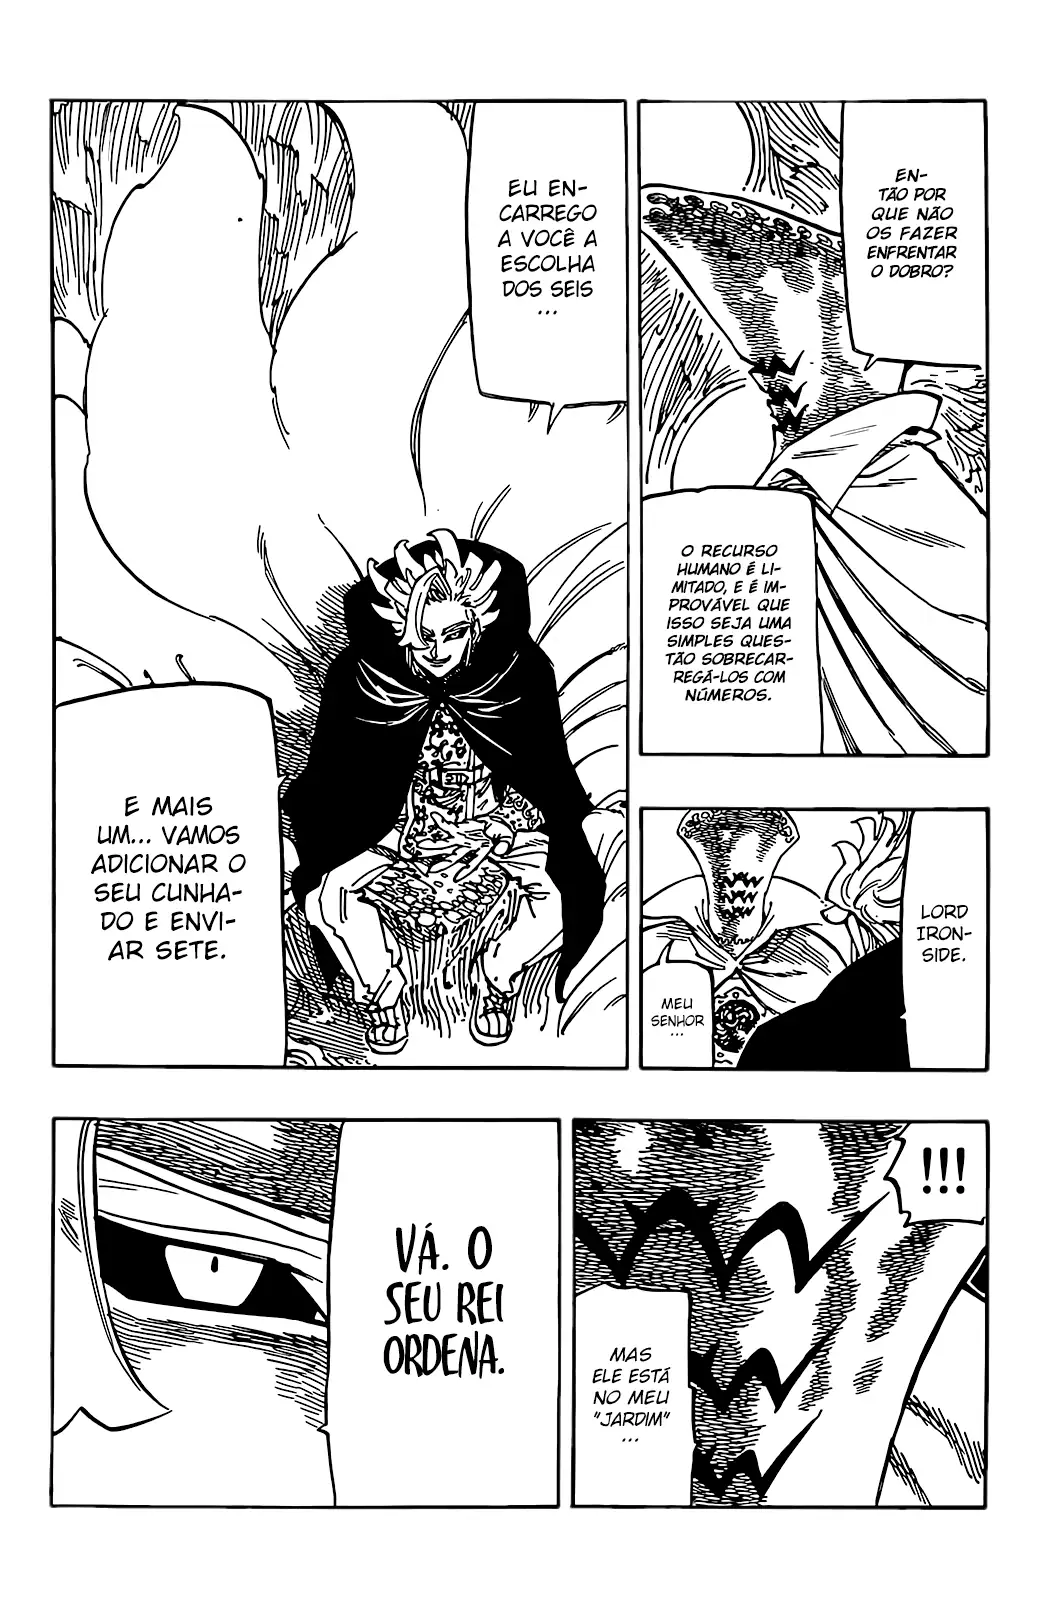 EN-
TÃO POR
QUE NÃO
OS FAZER
ENFRENTAR
O DOBRO?
O RECURSO
HUMANO É LI-
MITADO, E É IM-
PROVÁVEL QUE
ISSO SEJA UMA
SIMPLES QUES-
TÃO SOBRECAR-
REGÁ-LOS COM
NÚMEROS.
EU EN-
CARREGO
A VOCÊ A
ESCOLHA
DOS SEIS
...
E MAIS
UM... VAMOS
ADICIONAR O
SEU CUNHA-
DO E ENVI-
AR SETE.
LORD
IRON-
SIDE.
MEU
SENHOR
...
!!!
MAS
ELE ESTÁ
NO MEU
"JARDIM"
...
VÁ. O
SEU REI
ORDENA.